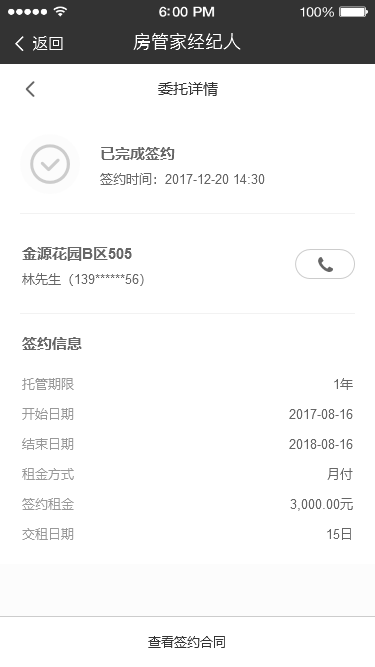 6:00 PM
100%
返回
房管家经纪人
委托详情
已完成签约
签约时间：2017-12-20 14:30
金源花园B区505
林先生（139******56）
签约信息
托管期限 1年
开始日期 2017-08-16
结束日期 2018-08-16
租金方式 月付
签约租金 3,000.00元
交租日期 15日
查看签约合同